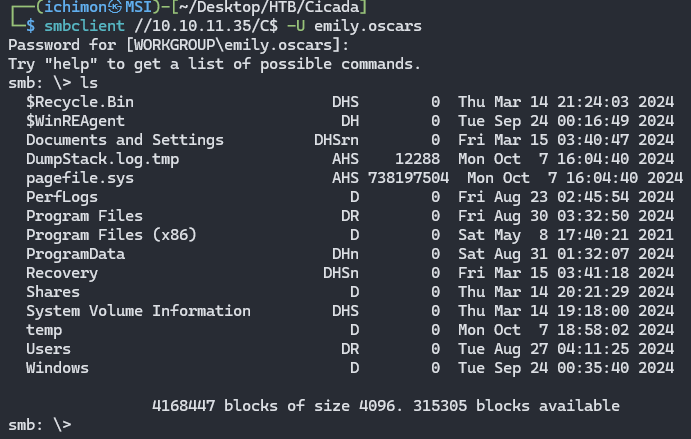 ┌──(ichimon㉿MSI)-[~/Desktop/HTB/Cicada]
└─$ smbclient //10.10.11.35/C$ -U emily.oscars
Password for [WORKGROUP\emily.oscars]:
Try "help" to get a list of possible commands.
smb: \> ls
  $Recycle.Bin                      DHS        0  Thu Mar 14 21:24:03 2024
  $WinREAgent                        DH        0  Tue Sep 24 00:16:49 2024
  Documents and Settings          DHSrn        0  Fri Mar 15 03:40:47 2024
  DumpStack.log.tmp                 AHS    12288  Mon Oct  7 16:04:40 2024
  pagefile.sys                      AHS 738197504  Mon Oct  7 16:04:40 2024
  PerfLogs                            D        0  Fri Aug 23 02:45:54 2024
  Program Files                      DR        0  Fri Aug 30 03:32:50 2024
  Program Files (x86)                 D        0  Sat May  8 17:40:21 2021
  ProgramData                       DHn        0  Sat Aug 31 01:32:07 2024
  Recovery                         DHSn        0  Fri Mar 15 03:41:18 2024
  Shares                              D        0  Thu Mar 14 20:21:29 2024
  System Volume Information         DHS        0  Thu Mar 14 19:18:00 2024
  temp                                D        0  Mon Oct  7 18:58:02 2024
  Users                              DR        0  Tue Aug 27 04:11:25 2024
  Windows                             D        0  Tue Sep 24 00:35:40 2024
                4168447 blocks of size 4096. 315305 blocks available
smb: \>